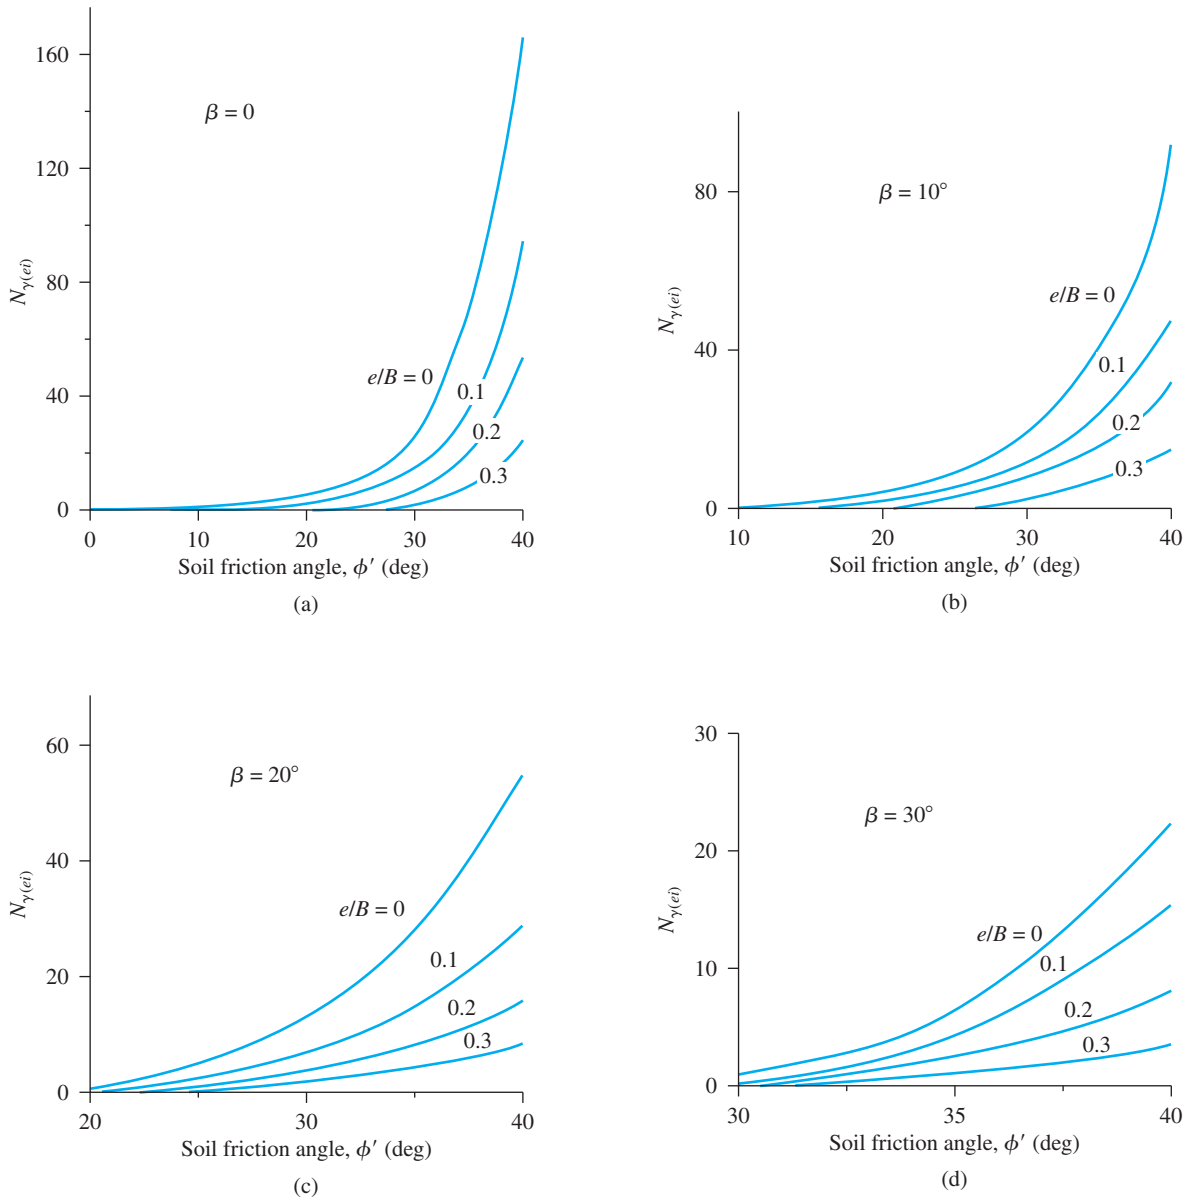 160
120
80
40
0
N_γ(ei)
β = 0
e/B = 0
0.1
0.2
0.3
0 10 20 30 40
Soil friction angle, ϕ′ (deg)
(a)
80
40
0
N_γ(ei)
β = 10°
e/B = 0
0.1
0.2
0.3
10 20 30 40
Soil friction angle, ϕ′ (deg)
(b)
60
40
20
0
N_γ(ei)
β = 20°
e/B = 0
0.1
0.2
0.3
20 30 40
Soil friction angle, ϕ′ (deg)
(c)
30
20
10
0
N_γ(ei)
β = 30°
e/B = 0
0.1
0.2
0.3
30 35 40
Soil friction angle, ϕ′ (deg)
(d)